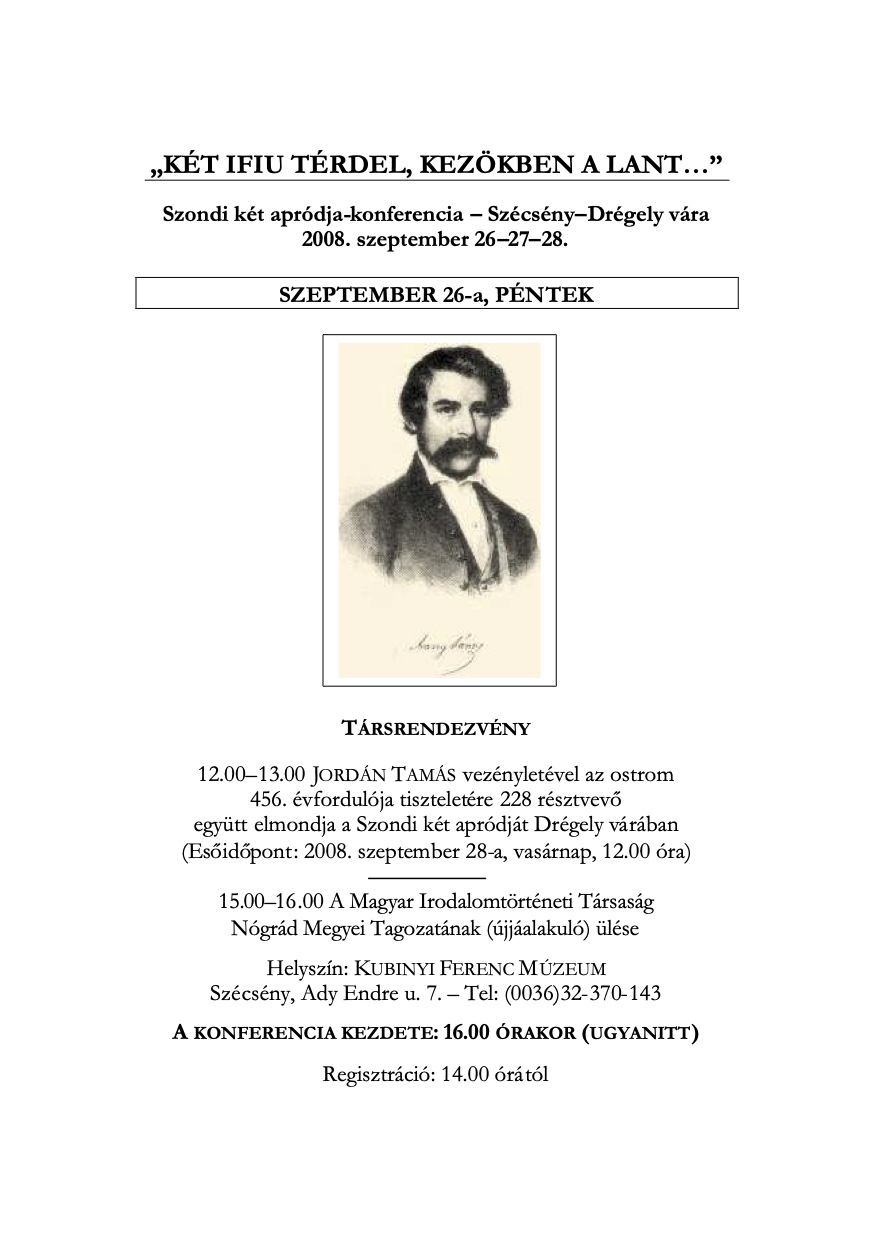 „KÉT IFIU TÉRDEL, KEZÖKBEN A LANT…”
Szondi két apródja-konferencia – Szécsény–Drégely vára
2008. szeptember 26–27–28.
SZEPTEMBER 26-a, PÉNTEK
Arany János
TÁRSRENDEZVÉNY
12.00–13.00 JORDÁN TAMÁS vezényletével az ostrom
456. évfordulója tiszteletére 228 résztvevő
együtt elmondja a Szondi két apródját Drégely várában
(Esőidőpont: 2008. szeptember 28-a, vasárnap, 12.00 óra)
15.00–16.00 A Magyar Irodalomtörténeti Társaság
Nógrád Megyei Tagozatának (újjáalakuló) ülése
Helyszín: KUBINYI FERENC MÚZEUM
Szécsény, Ady Endre u. 7. – Tel: (0036)32-370-143
A KONFERENCIA KEZDETE: 16.00 ÓRAKOR (UGYANITT)
Regisztráció: 14.00 órától